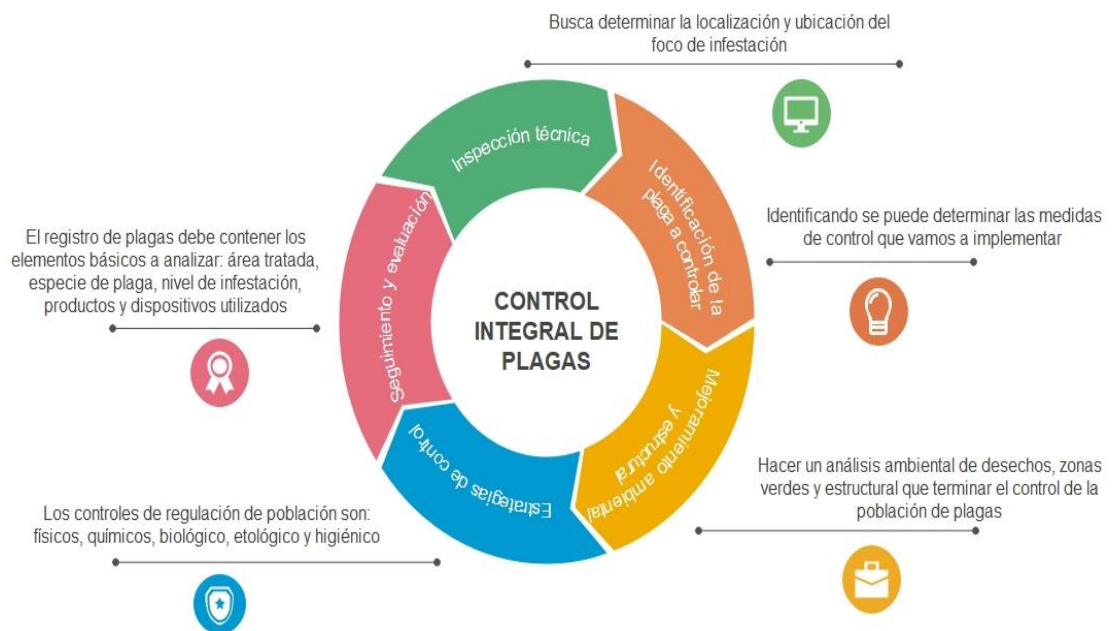 Busca determinar la localización y ubicación del
foco de infestación
Inspección técnica
Identificación de la
plaga a controlar
Identificando se puede determinar las medidas
de control que vamos a implementar
Mejoramiento ambiental
y estructural
Hacer un análisis ambiental de desechos, zonas
verdes y estructural que terminar el control de la
población de plagas
Estrategias de control
Los controles de regulación de población son:
físicos, químicos, biológico, etológico y higiénico
Seguimiento y evaluación
El registro de plagas debe contener los
elementos básicos a analizar: área tratada,
especie de plaga, nivel de infestación,
productos y dispositivos utilizados
CONTROL
INTEGRAL DE
PLAGAS